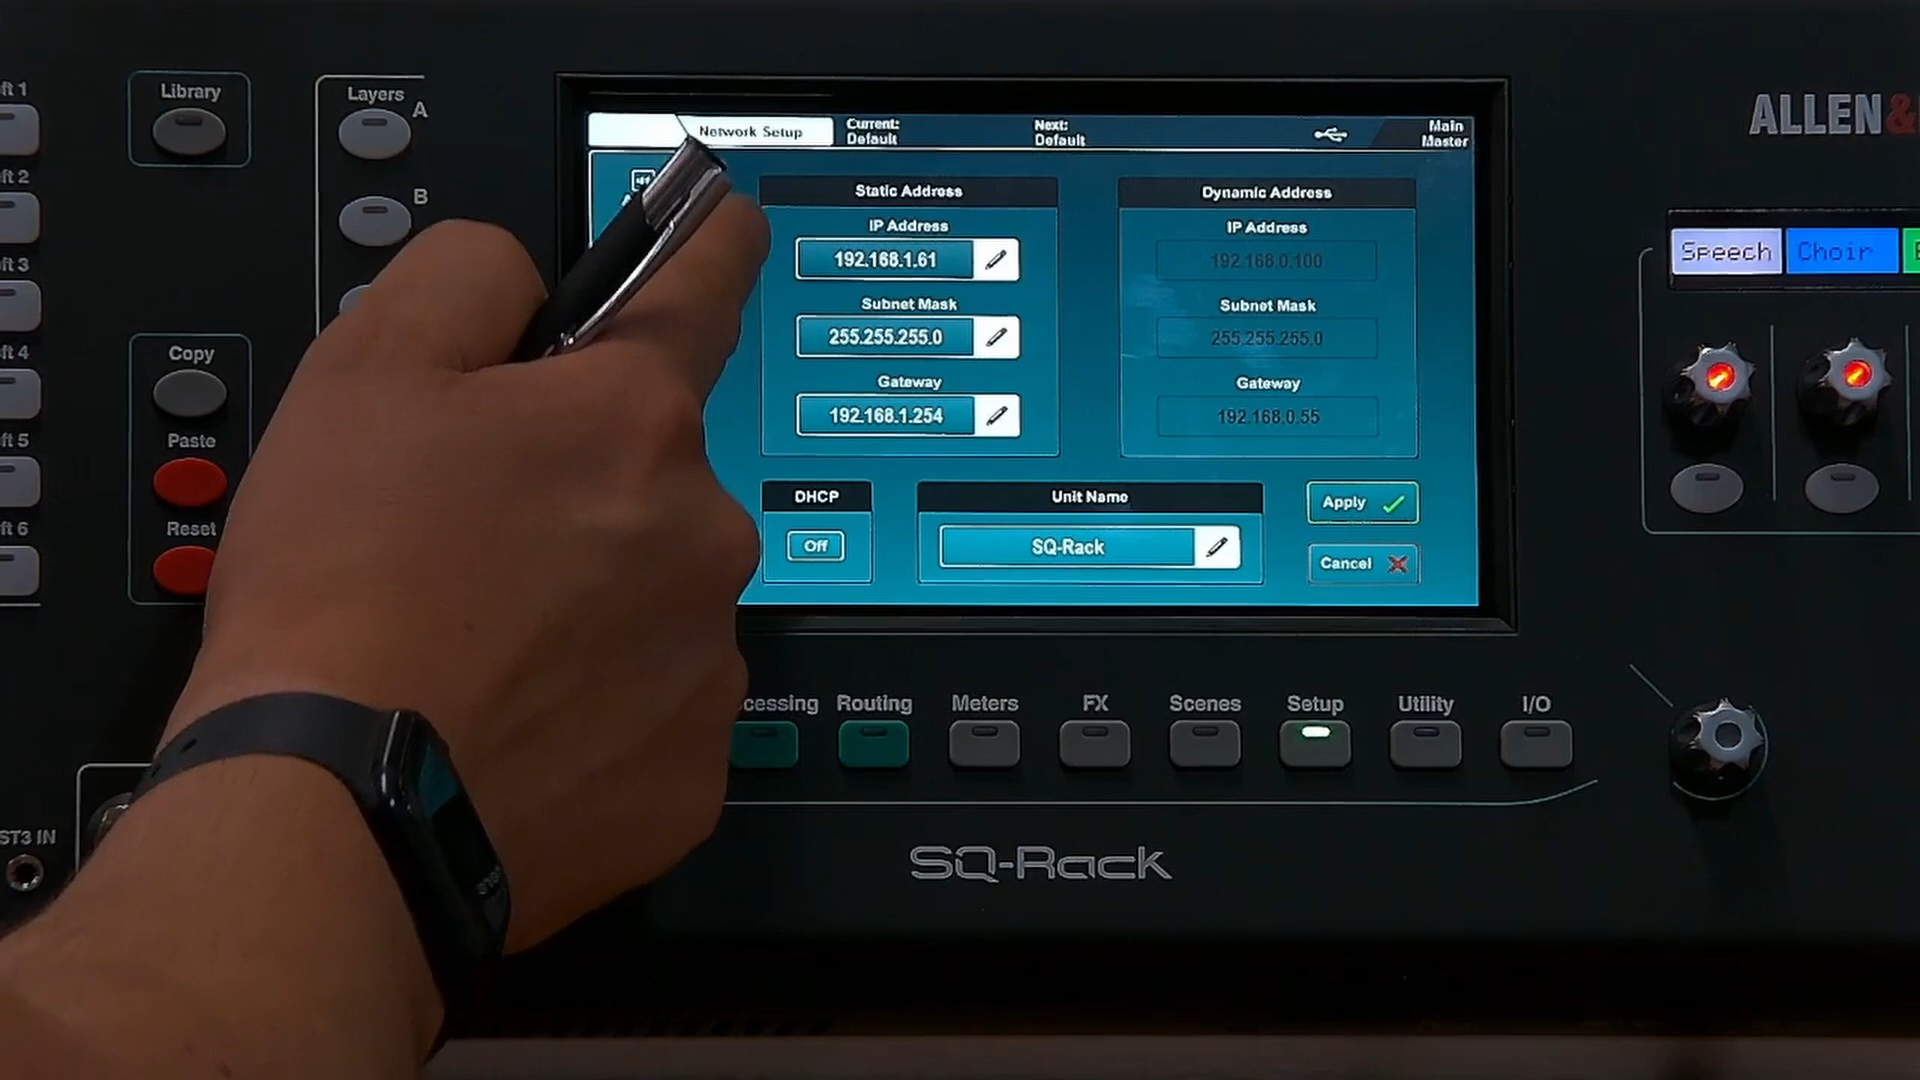 Library
Layers
A
B
Copy
Paste
Reset
ST3 IN
Network Setup
Current:
Default
Next:
Default
Main
Master
Static Address
IP Address
192.168.1.61
Subnet Mask
255.255.255.0
Gateway
192.168.1.254
Dynamic Address
IP Address
192.168.0.100
Subnet Mask
255.255.255.0
Gateway
192.168.0.55
DHCP
Off
Unit Name
SQ-Rack
Apply
Cancel
ALLEN&
Speech
Choir
cessing
Routing
Meters
FX
Scenes
Setup
Utility
I/O
SQ-Rack
ft 1
ft 2
ft 3
ft 4
ft 5
ft 6